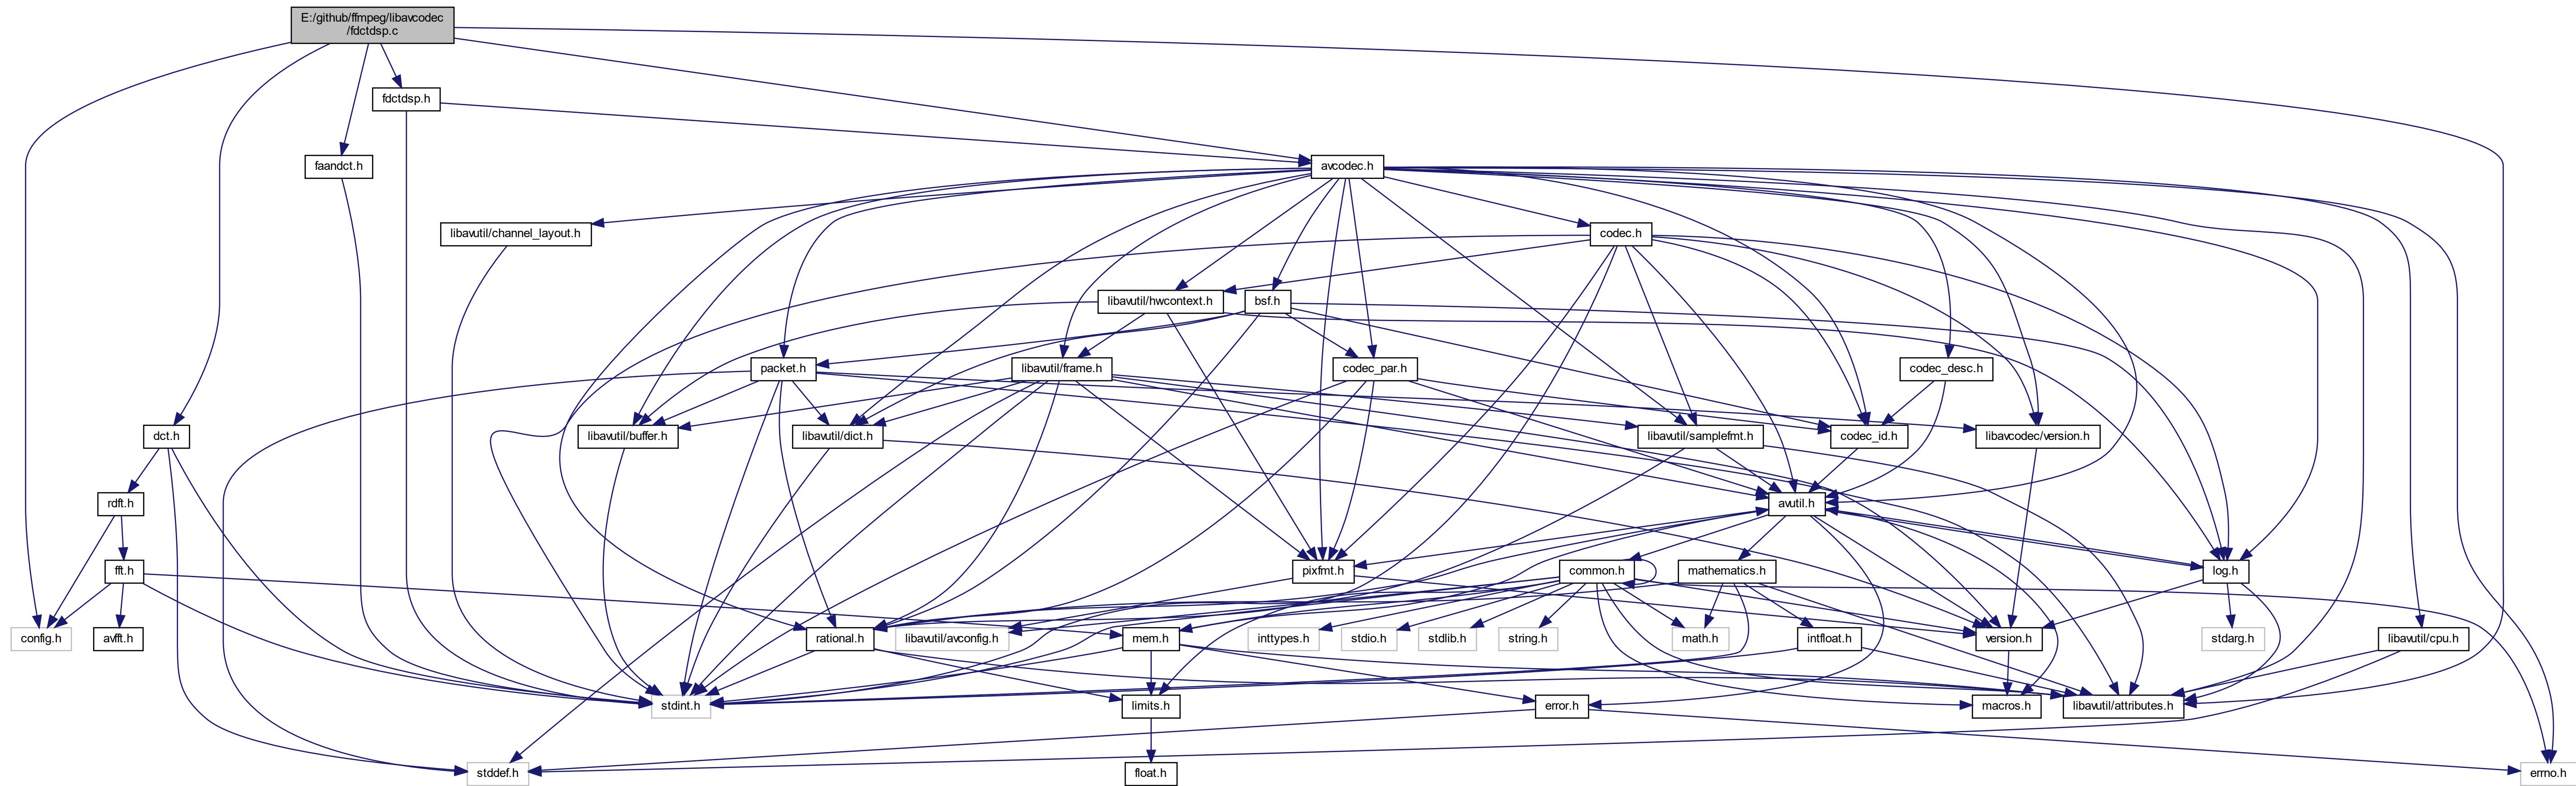 E:/github/ffmpeg/libavcodec
/fdctdsp.c
fdctdsp.h
faandct.h
avcodec.h
libavutil/channel_layout.h
codec.h
libavutil/hwcontext.h
bsf.h
packet.h
libavutil/frame.h
codec_par.h
codec_desc.h
dct.h
libavutil/buffer.h
libavutil/dict.h
libavutil/samplefmt.h
codec_id.h
libavcodec/version.h
rdft.h
avutil.h
fft.h
pixfmt.h
common.h
mathematics.h
log.h
config.h
avfft.h
rational.h
libavutil/avconfig.h
mem.h
inttypes.h
stdio.h
stdlib.h
string.h
math.h
intfloat.h
version.h
stdarg.h
libavutil/cpu.h
stdint.h
limits.h
error.h
macros.h
libavutil/attributes.h
stddef.h
float.h
errno.h